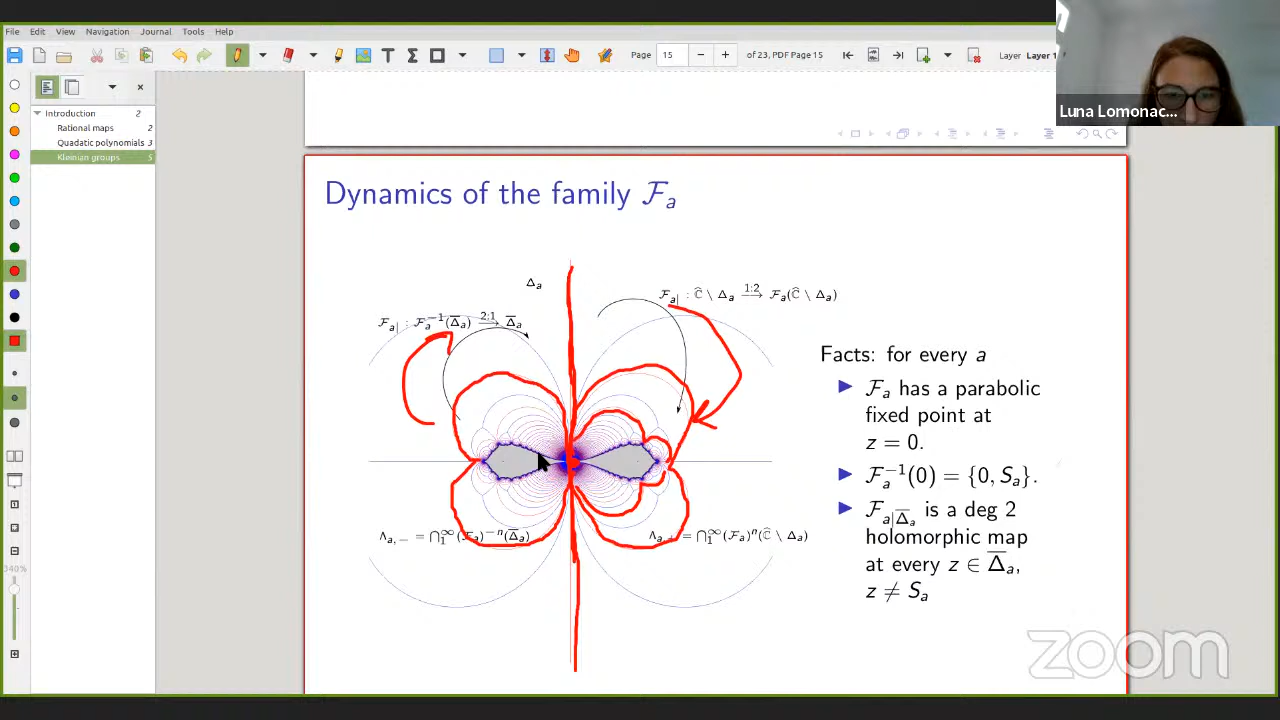 File Edit View Navigation Journal Tools Help
Page 15 of 23, PDF Page 15 Layer Layer 1
Luna Lomonac...
Introduction 2
Rational maps 2
Quadratic polynomials 3
Kleinian groups 5
340%
Dynamics of the family ℱₐ
Δₐ
ℱₐ| : ℱₐ⁻¹(Δ̅ₐ) —2:1→ Δ̅ₐ
ℱₐ| : ℂ̂ \ Δₐ —1:2→ ℱₐ(ℂ̂ \ Δₐ)
Λₐ,₋ = ⋂₁^∞(ℱₐ)⁻ⁿ(Δ̅ₐ)
= ⋂₁^∞(ℱₐ)ⁿ(ℂ̂ \ Δₐ)
Facts: for every a
ℱₐ has a parabolic
fixed point at
z = 0.
ℱₐ⁻¹(0) = {0, Sₐ}.
ℱₐ|Δ̅ₐ is a deg 2
holomorphic map
at every z ∈ Δ̅ₐ,
z ≠ Sₐ
zoom